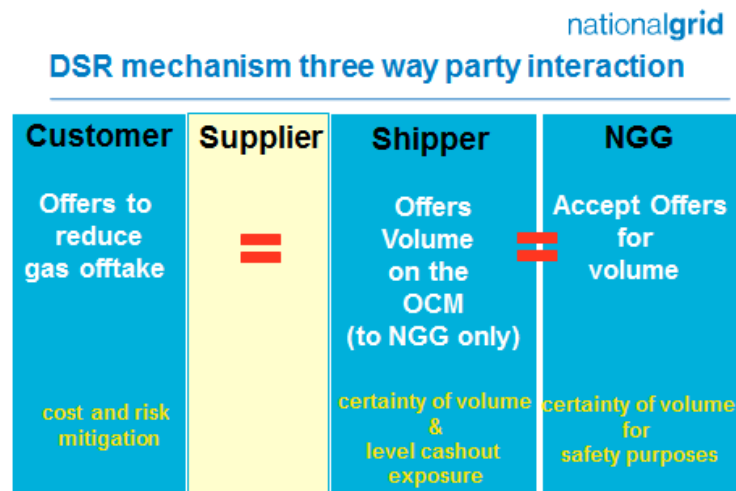 nationalgrid
DSR mechanism three way party interaction
Customer
Offers to
reduce
gas offtake
cost and risk
mitigation
Supplier
=
Shipper
Offers
Volume
on the
OCM
(to NGG only)
certainty of volume
&
level cashout
exposure
=
NGG
Accept Offers
for
volume
certainty of volume
for
safety purposes